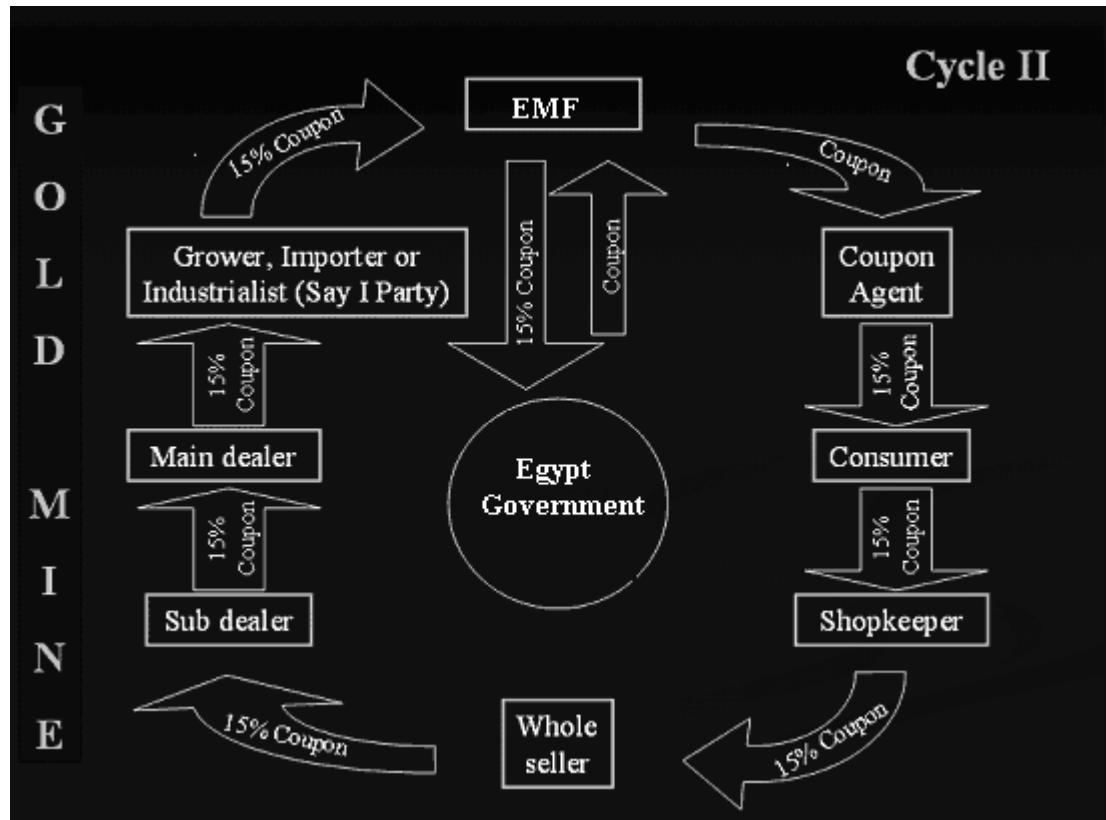 Cycle II
GOLD MINE
EMF
15% Coupon
Coupon
15% Coupon
Coupon
Grower, Importer or
Industrialist (Say I Party)
Coupon
Agent
15%
Coupon
15%
Coupon
Main dealer
Egypt
Government
Consumer
15%
Coupon
15%
Coupon
Sub dealer
Shopkeeper
15% Coupon
Whole
seller
15% Coupon